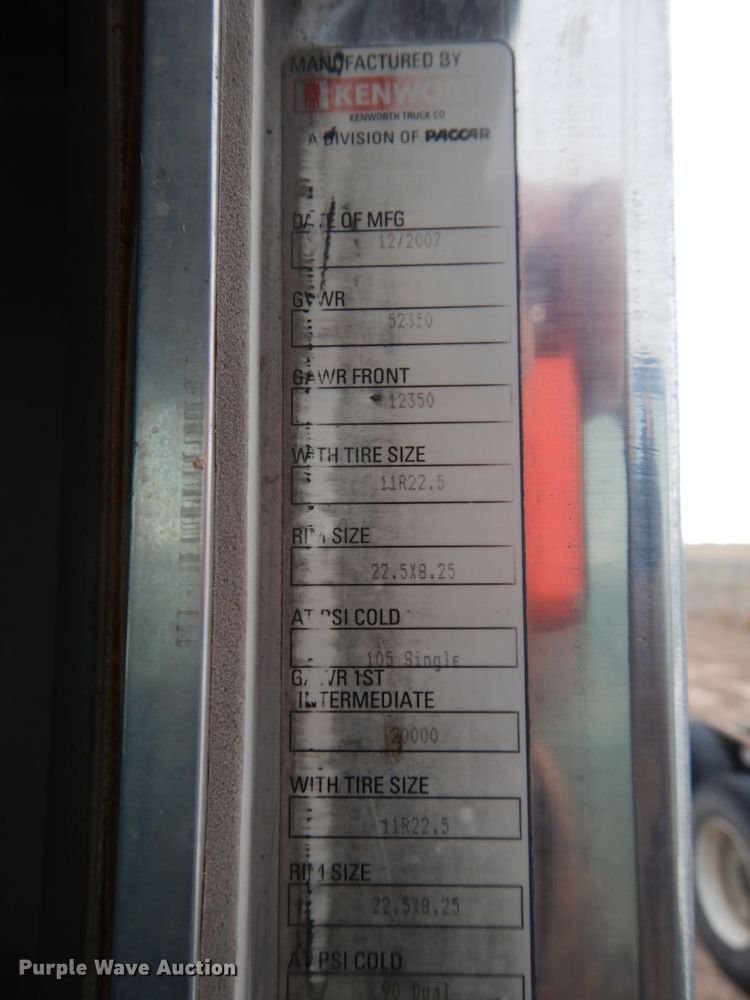 MANUFACTURED BY
KENWORTH
KENWORTH TRUCK CO
A DIVISION OF PACCAR
DATE OF MFG
12/2007
GVWR
52350
GAWR FRONT
12350
WITH TIRE SIZE
11R22.5
RIM SIZE
22.5X8.25
AT PSI COLD
105 Single
GAWR 1ST
INTERMEDIATE
20000
WITH TIRE SIZE
11R22.5
RIM SIZE
22.5X8.25
AT PSI COLD
90 Dual
Purple Wave Auction